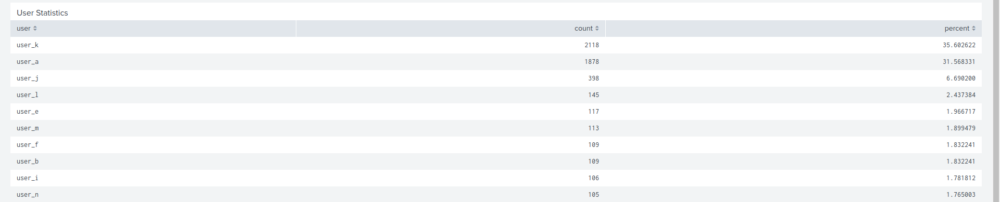 User Statistics
user count percent
user_k 2118 35.602622
user_a 1878 31.568331
user_j 398 6.690200
user_l 145 2.437384
user_e 117 1.966717
user_m 113 1.899479
user_f 109 1.832241
user_b 109 1.832241
user_i 106 1.781812
user_n 105 1.765003